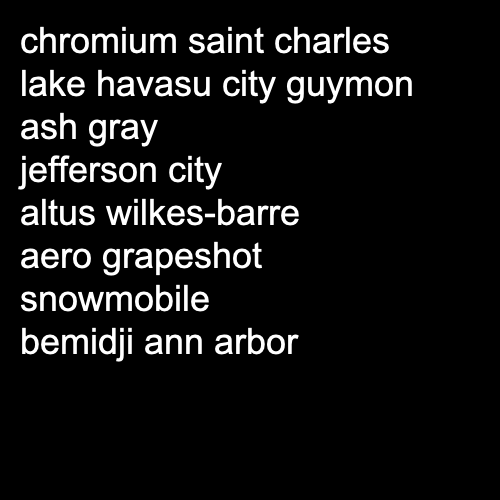 chromium saint charles
lake havasu city guymon
ash gray
jefferson city
altus wilkes-barre
aero grapeshot
snowmobile
bemidji ann arbor